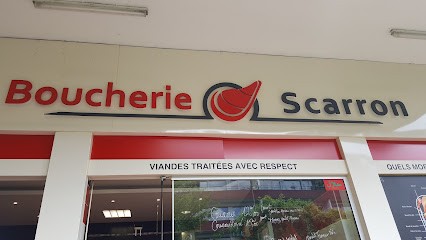 Boucherie Scarron
VIANDES TRAITÉES AVEC RESPECT
QUELS MOR